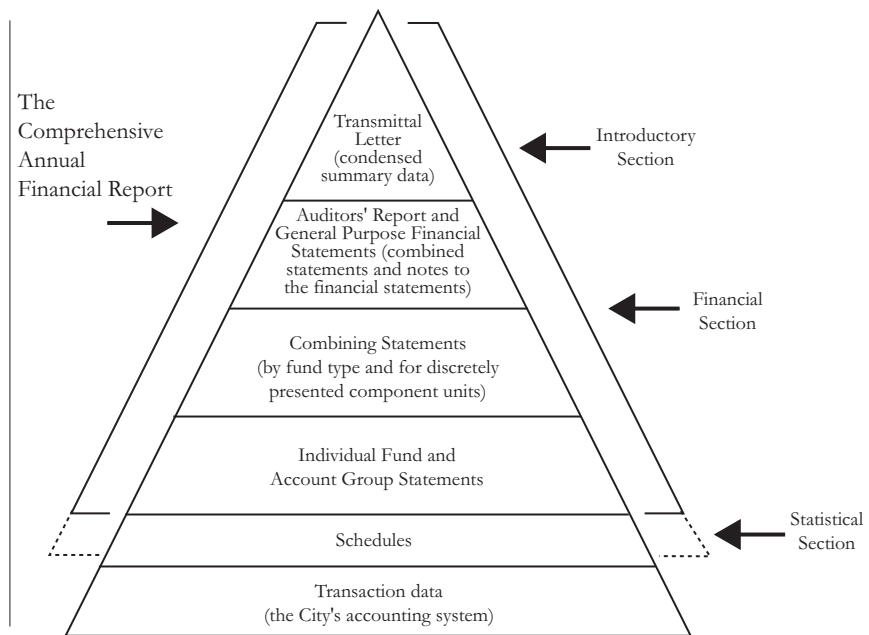 The
Comprehensive
Annual
Financial Report
Transmittal
Letter
(condensed
summary data)
Introductory
Section
Auditors' Report and
General Purpose Financial
Statements (combined
statements and notes to
the financial statements)
Financial
Section
Combining Statements
(by fund type and for discretely
presented component units)
Individual Fund and
Account Group Statements
Statistical
Section
Schedules
Transaction data
(the City's accounting system)